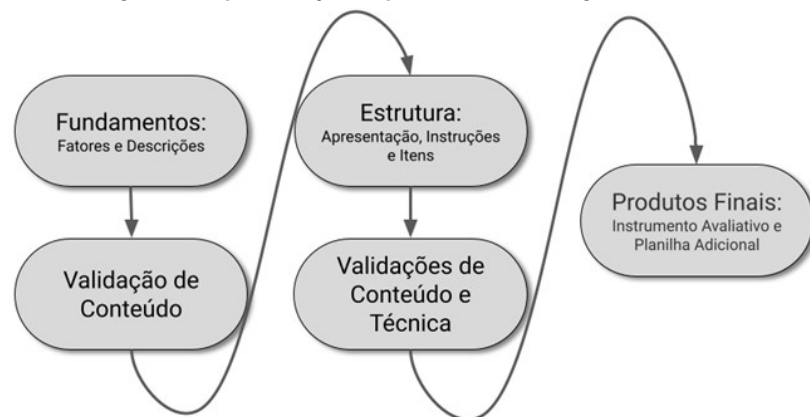 Fundamentos:
Fatores e Descrições
Validação de
Conteúdo
Estrutura:
Apresentação, Instruções
e Itens
Validações de
Conteúdo e
Técnica
Produtos Finais:
Instrumento Avaliativo e
Planilha Adicional